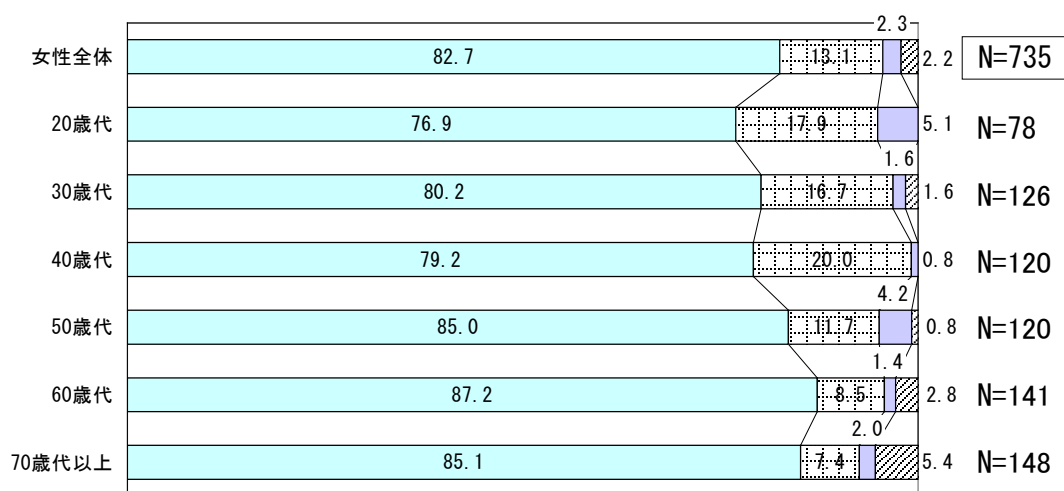 2.3
女性全体 82.7 13.1 2.2 N=735
20歳代 76.9 17.9 5.1 N=78
1.6
30歳代 80.2 16.7 1.6 N=126
40歳代 79.2 20.0 0.8 N=120
4.2
50歳代 85.0 11.7 0.8 N=120
1.4
60歳代 87.2 8.5 2.8 N=141
2.0
70歳代以上 85.1 7.4 5.4 N=148